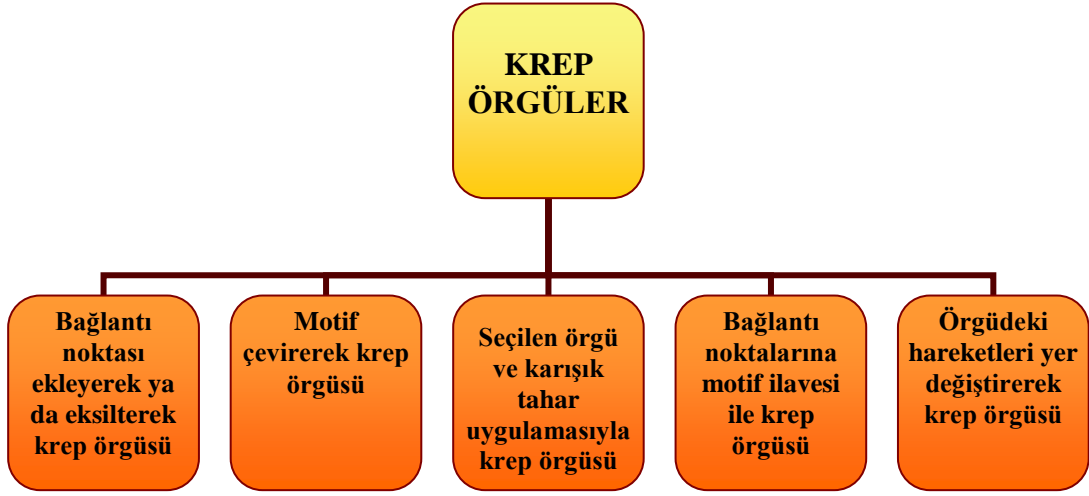 KREP
ÖRGÜLER
Bağlantı
noktası
ekleyerek ya
da eksilterek
krep örgüsü
Motif
çevirerek krep
örgüsü
Seçilen örgü
ve karışık
tahar
uygulamasıyla
krep örgüsü
Bağlantı
noktalarına
motif ilavesi
ile krep
örgüsü
Örgüdeki
hareketleri yer
değiştirerek
krep örgüsü